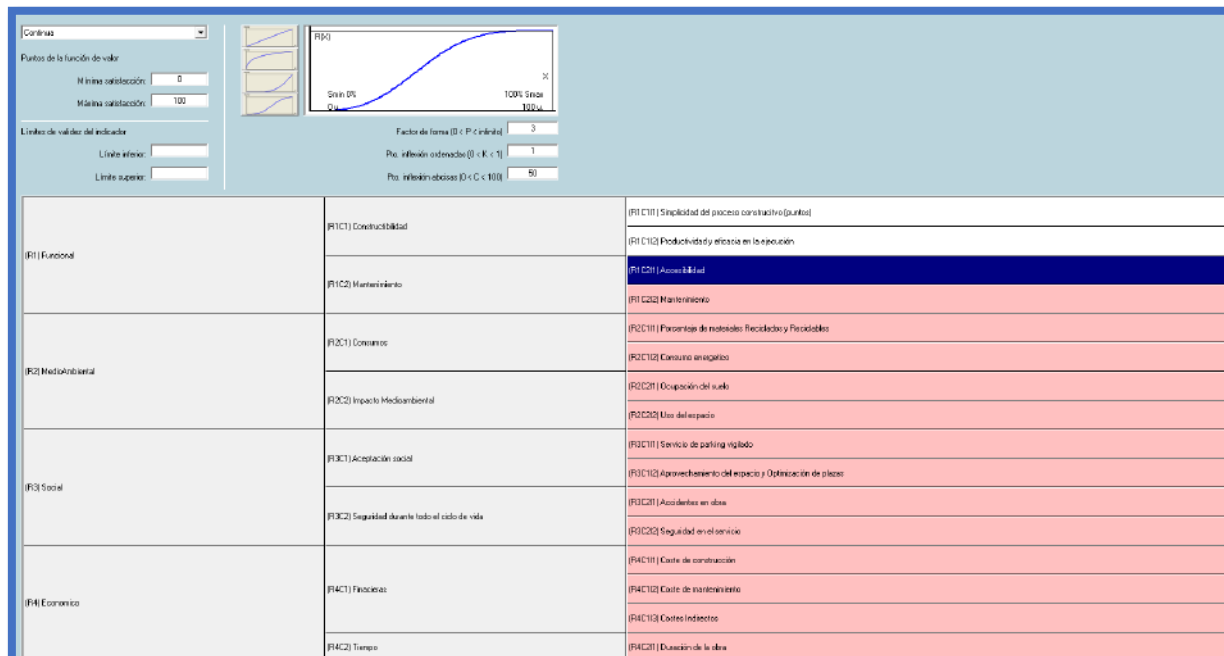 Continua
Puntos de la función de valor
Mínima satisfacción: 0
Máxima satisfacción: 100
Límites de validez del indicador
Límite inferior:
Límite superior:
R(X)
X
Smin 0% 100% Smax
0 u. 100 u.
Factor de forma (0 < P < infinito) 3
Pto. inflexión ordenadas (0 < K < 1) 1
Pto. inflexión abcisas (0 < C < 100) 50
(R1) Funcional
(R1C1) Constructibilidad
(R1C1I1) Simplicidad del proceso construcitvo (puntos)
(R1C1I2) Productividad y eficacia en la ejecución
(R1C2) Mantenimiento
(R1C2I1) Accesibilidad
(R1C2I2) Mantenimiento
(R2) MedioAmbiental
(R2C1) Consumos
(R2C1I1) Porcentaje de materiales Reciclados y Reciclables
(R2C1I2) Consumo energetico
(R2C2) Impacto Medioambiental
(R2C2I1) Ocupación del suelo
(R2C2I2) Uso del espacio
(R3) Social
(R3C1) Aceptación social
(R3C1I1) Servicio de parking vigilado
(R3C1I2) Aprovechamiento del espacio y Optimización de plazas
(R3C2) Seguridad durante todo el ciclo de vida
(R3C2I1) Accidentes en obra
(R3C2I2) Seguridad en el servicio
(R4) Economico
(R4C1) Finacieras
(R4C1I1) Coste de construcción
(R4C1I2) Coste de mantenimiento
(R4C1I3) Costes Indirectos
(R4C2) Tiempo
(R4C2I1) Duración de la obra